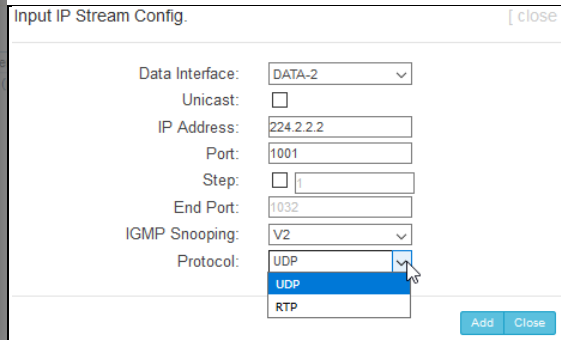 Input IP Stream Config. [ close
Data Interface: DATA-2
Unicast:
IP Address: 224.2.2.2
Port: 1001
Step: 1
End Port: 1032
IGMP Snooping: V2
Protocol: UDP
UDP
RTP
Add Close